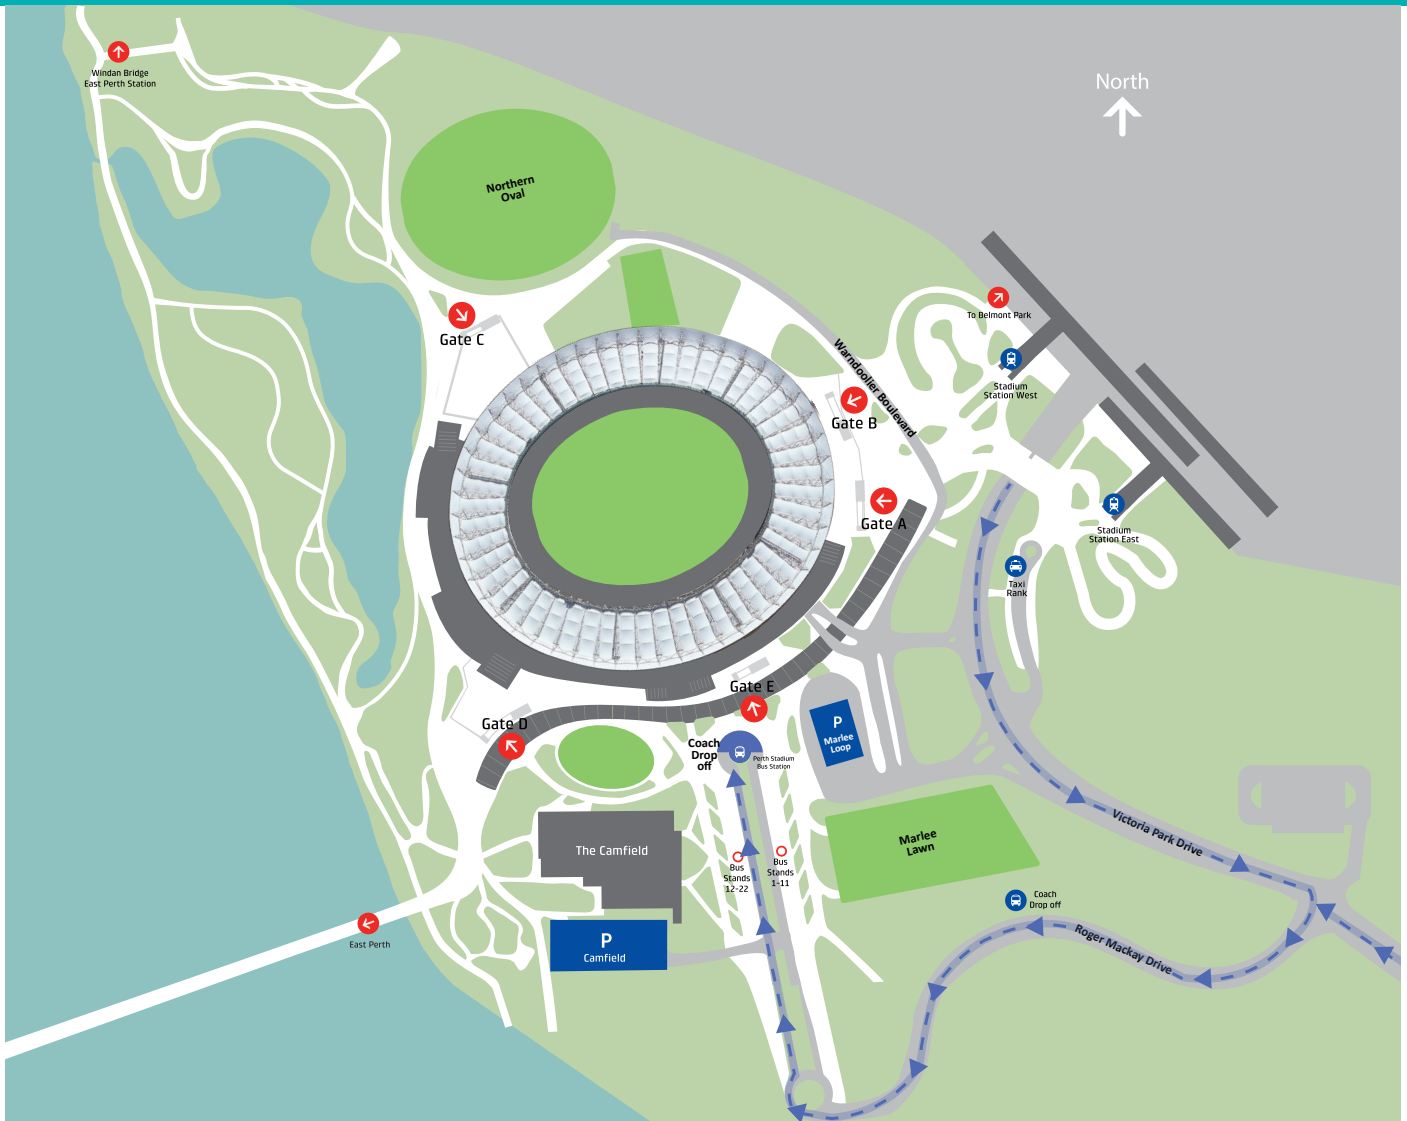 Windan Bridge
East Perth Station
North
Northern
Oval
To Belmont Park
Gate C
Warndoolier Boulevard
Stadium
Station West
Gate B
Gate A
Stadium
Station East
Taxi
Rank
Gate E
Gate D
P
Marlee
Loop
Coach
Drop
off
Perth Stadium
Bus Station
Victoria Park Drive
Marlee
Lawn
The Camfield
Bus
Stands
12-22
Bus
Stands
1-11
Coach
Drop off
P
Camfield
East Perth
Roger Mackay Drive